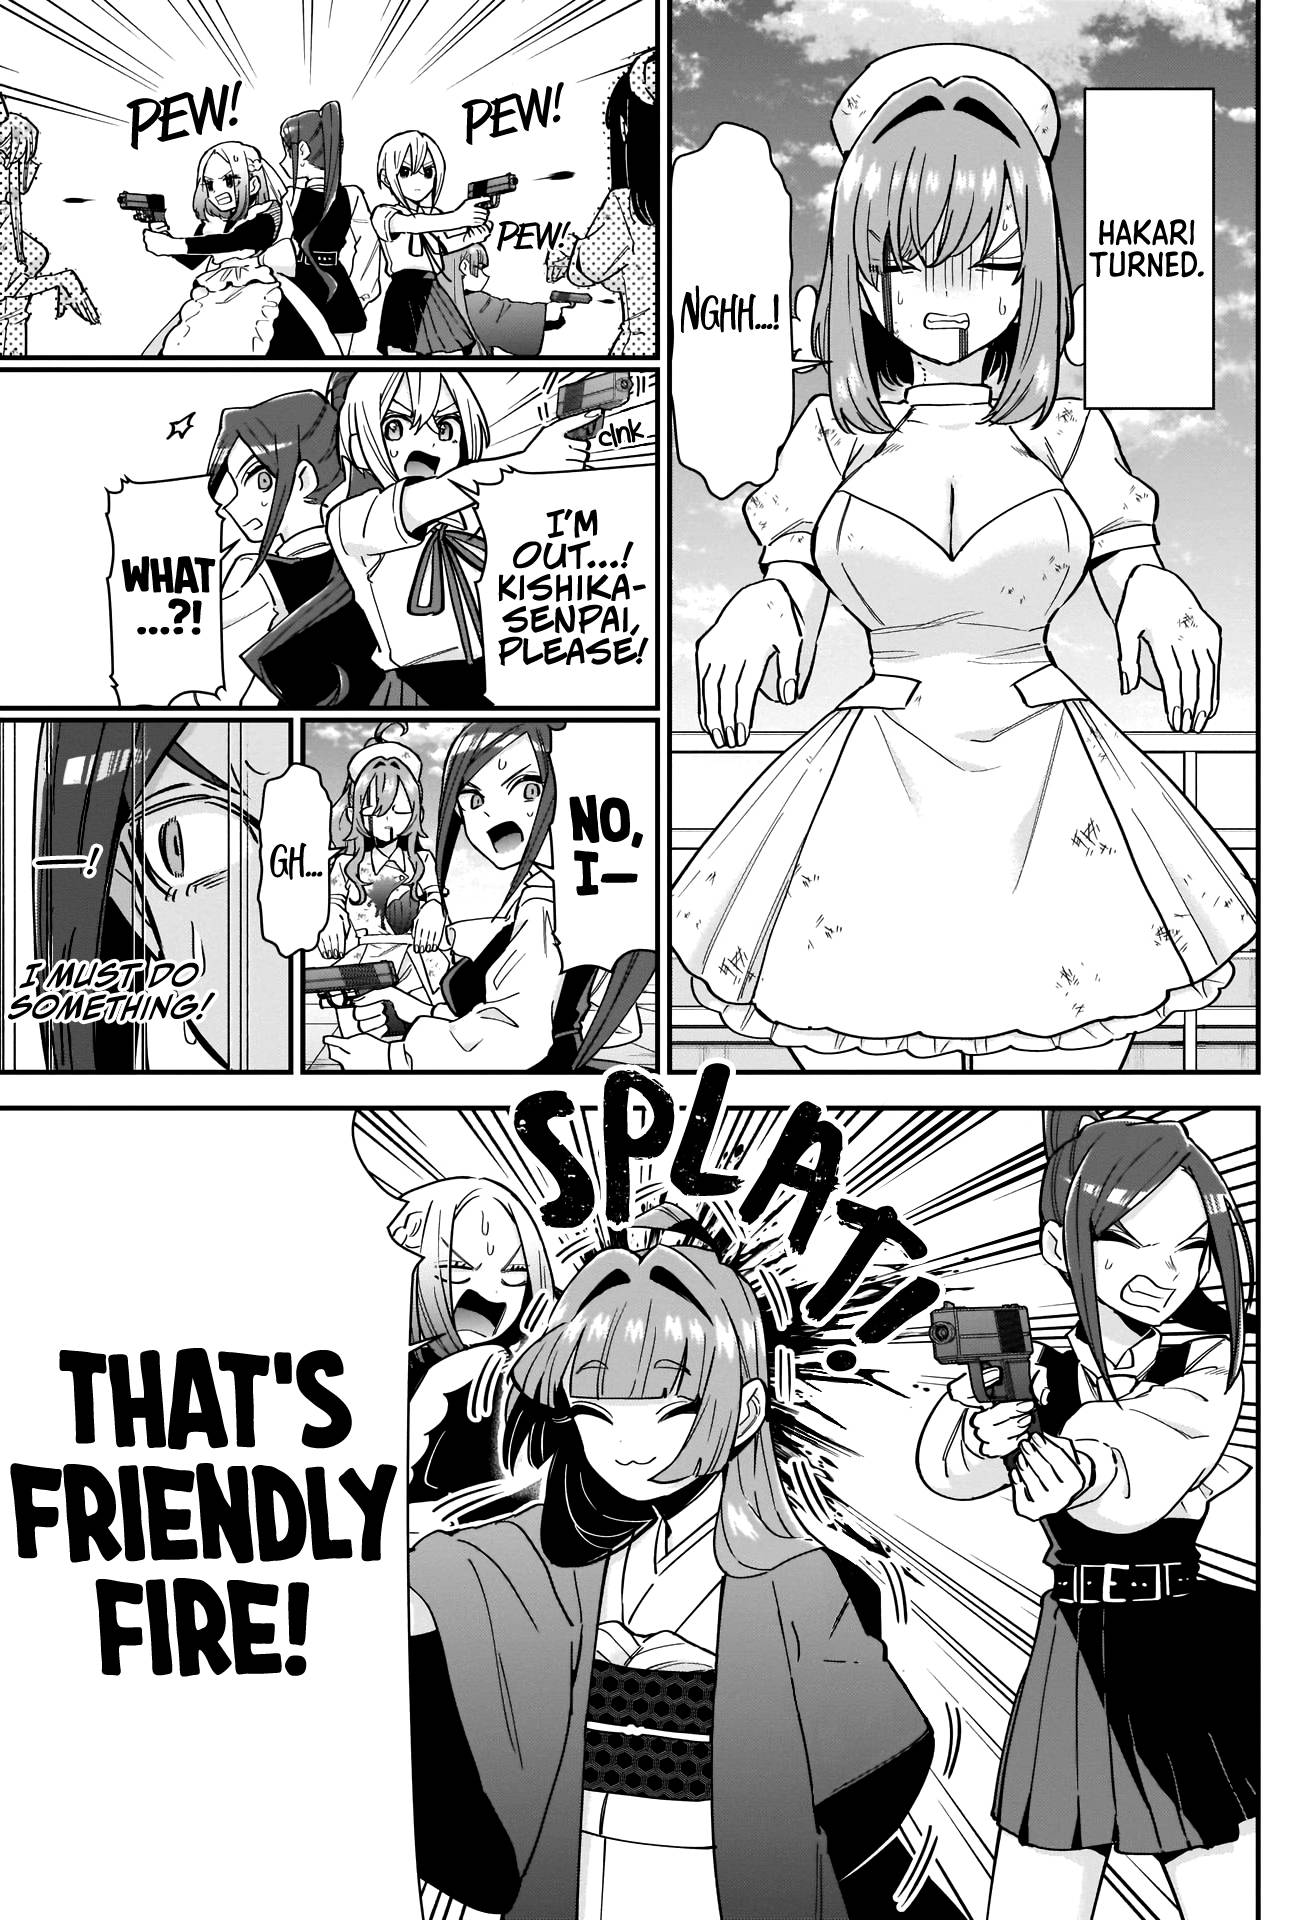 HAKARI
TURNED.
NGHH...!
PEW!
PEW!
PEW!
clnk
I'M
OUT...!
KISHIKA-
SENPAI,
PLEASE!
WHAT
...?!
NO,
I—
GH...
—!
I MUST DO
SOMETHING!
SPLAT!
THAT'S
FRIENDLY
FIRE!